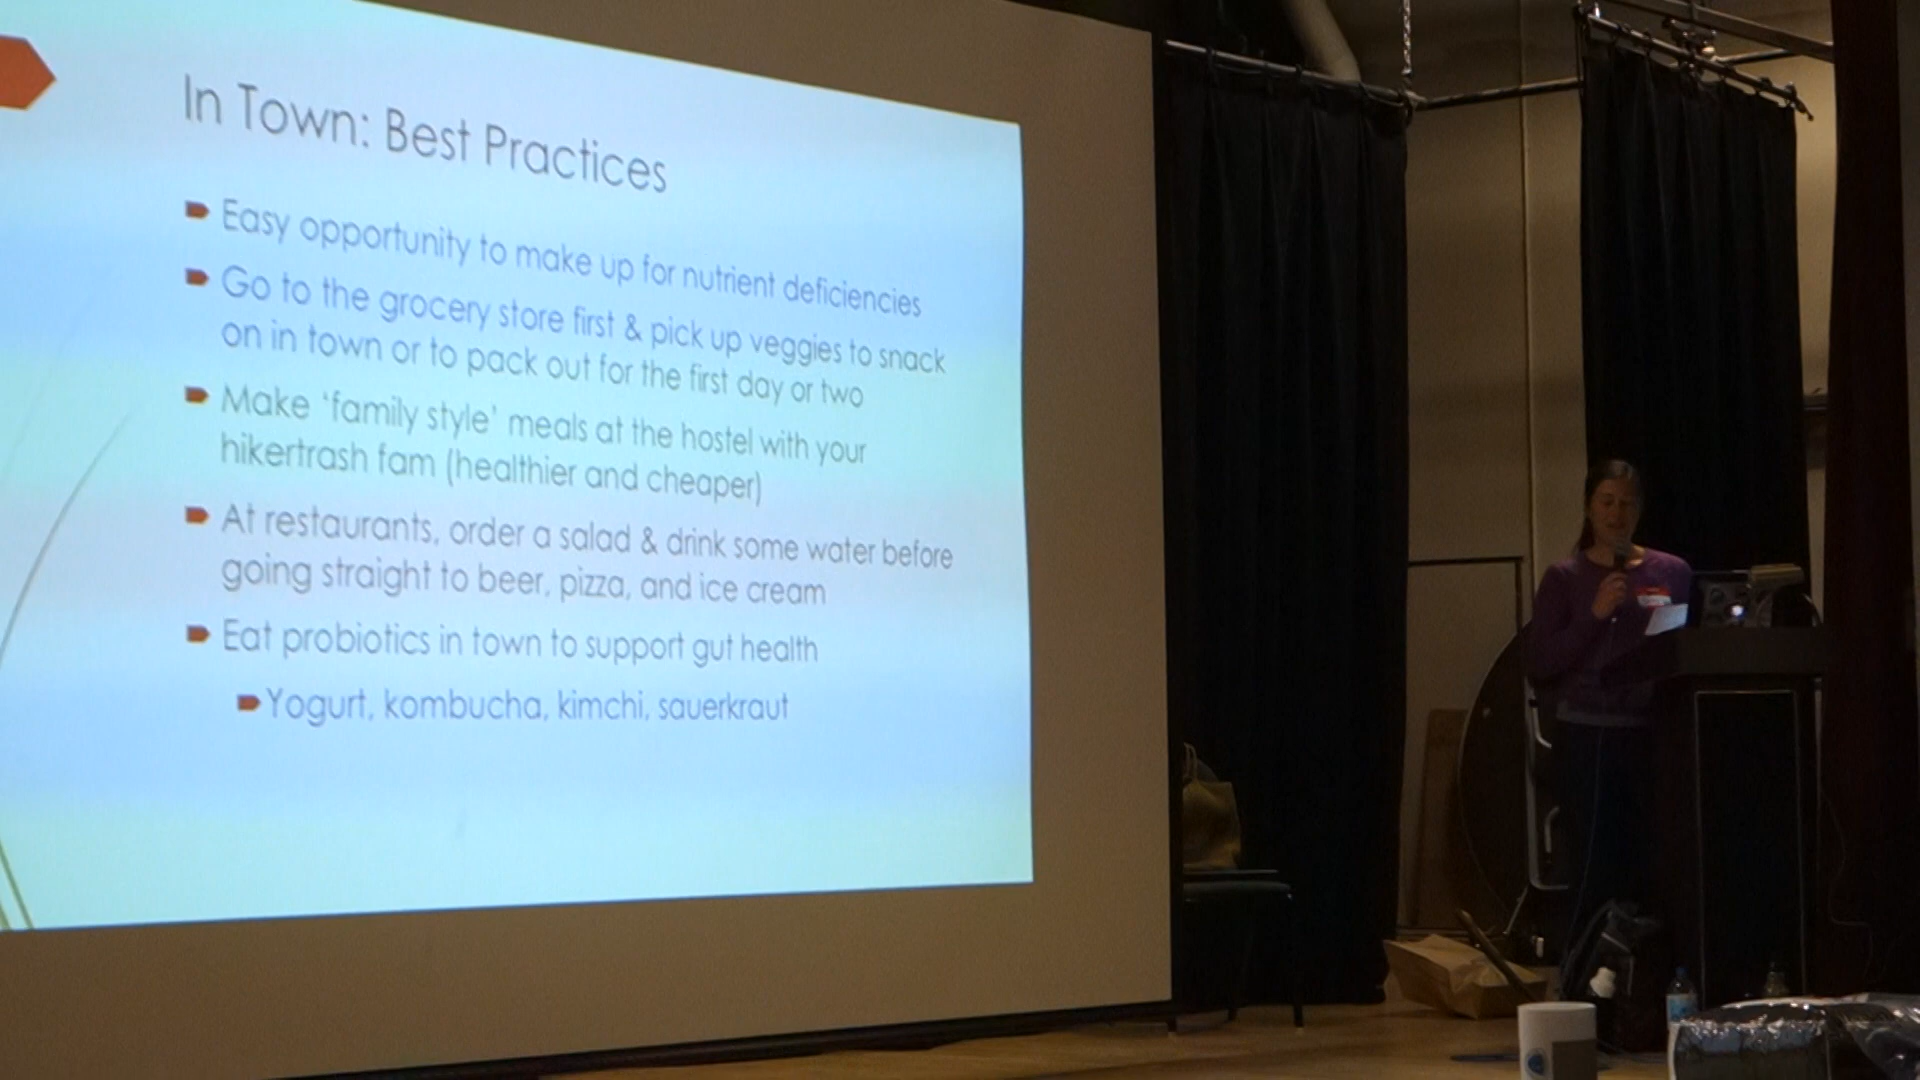 In Town: Best Practices
Easy opportunity to make up for nutrient deficiencies
Go to the grocery store first & pick up veggies to snack
on in town or to pack out for the first day or two
Make ‘family style’ meals at the hostel with your
hikertrash fam (healthier and cheaper)
At restaurants, order a salad & drink some water before
going straight to beer, pizza, and ice cream
Eat probiotics in town to support gut health
Yogurt, kombucha, kimchi, sauerkraut